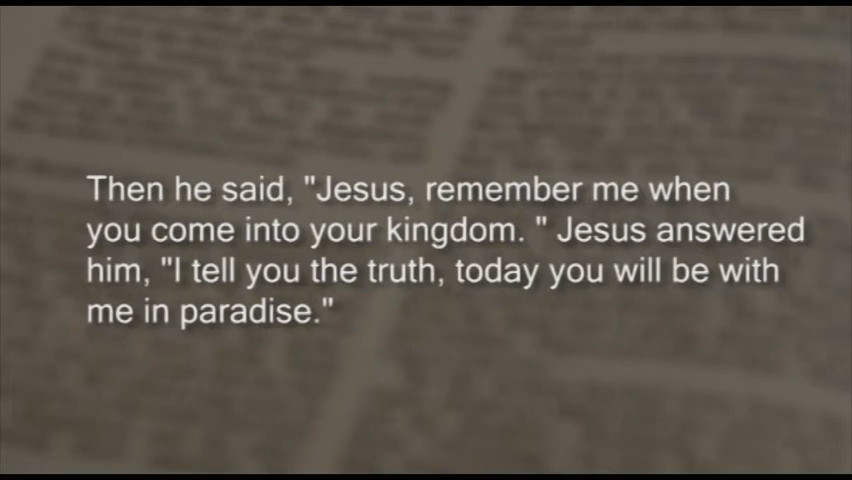 Then he said, "Jesus, remember me when
you come into your kingdom. " Jesus answered
him, "I tell you the truth, today you will be with
me in paradise."